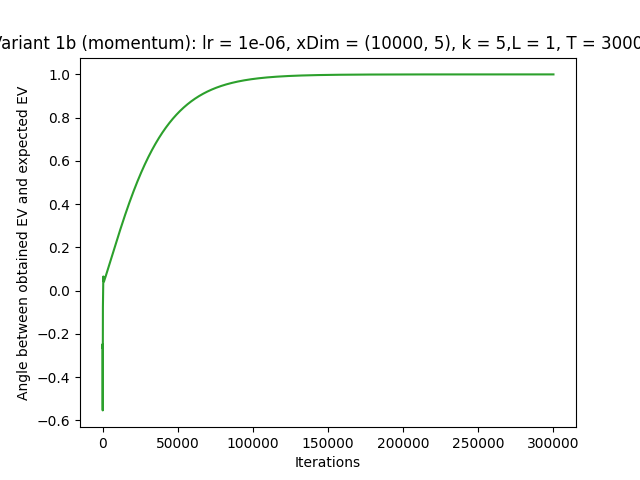 (momentum): lr = 1e-06, xDim = (10000, 5), k = 5,L = 1, T = 3000
Angle between obtained EV and expected EV
1.0
0.8
0.6
0.4
0.2
0.0
−0.2
−0.4
−0.6
0 50000 100000 150000 200000 250000 300000
Iterations